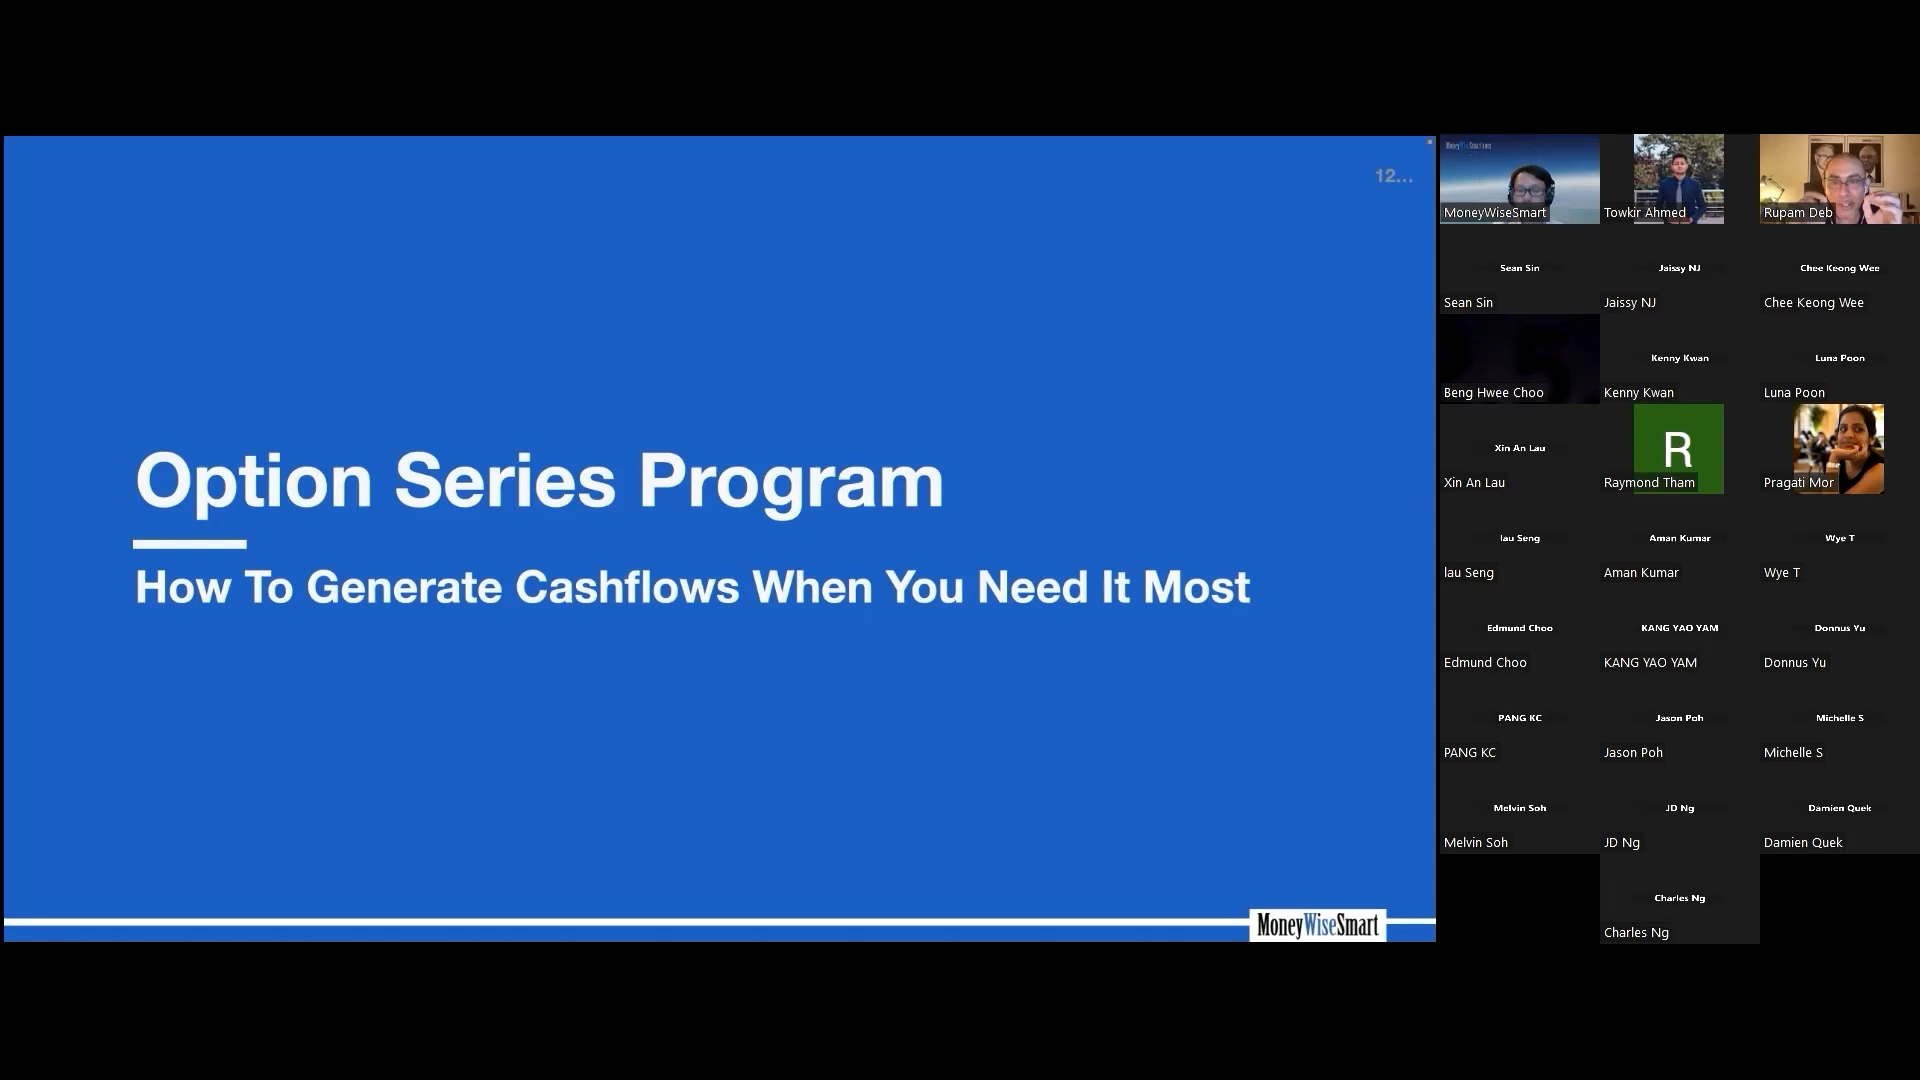 12...
Option Series Program
How To Generate Cashflows When You Need It Most
MoneyWiseSmart
MoneyWiseSmart
Towkir Ahmed
Rupam Deb
Sean Sin
Sean Sin
Jaissy NJ
Jaissy NJ
Chee Keong Wee
Chee Keong Wee
Beng Hwee Choo
Kenny Kwan
Kenny Kwan
Luna Poon
Luna Poon
Xin An Lau
Xin An Lau
R
Raymond Tham
Pragati Mor
lau Seng
lau Seng
Aman Kumar
Aman Kumar
Wye T
Wye T
Edmund Choo
Edmund Choo
KANG YAO YAM
KANG YAO YAM
Donnus Yu
Donnus Yu
PANG KC
PANG KC
Jason Poh
Jason Poh
Michelle S
Michelle S
Melvin Soh
Melvin Soh
JD Ng
JD Ng
Damien Quek
Damien Quek
Charles Ng
Charles Ng